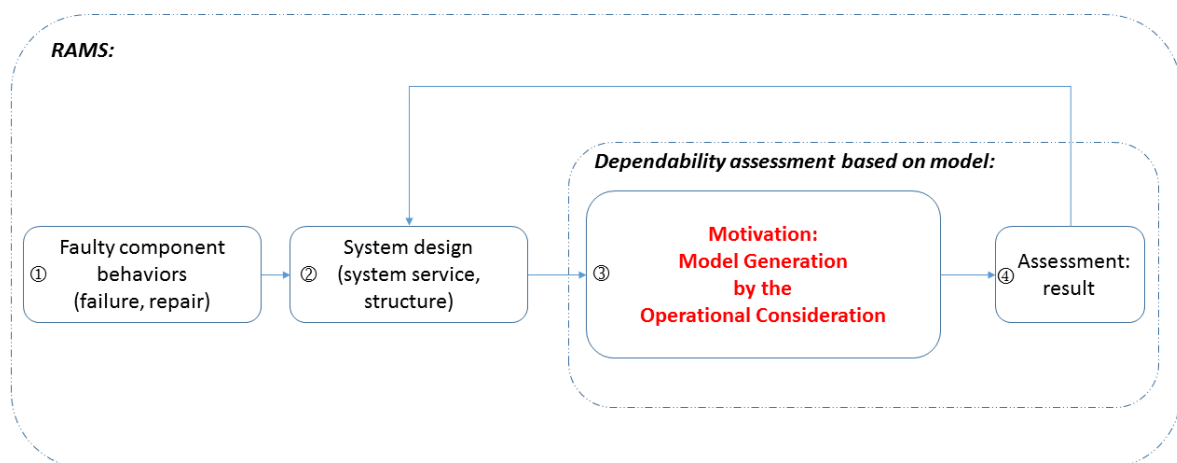 RAMS:
Dependability assessment based on model:
①
Faulty component
behaviors
(failure, repair)
②
System design
(system service,
structure)
③
Motivation:
Model Generation
by the
Operational Consideration
④
Assessment:
result